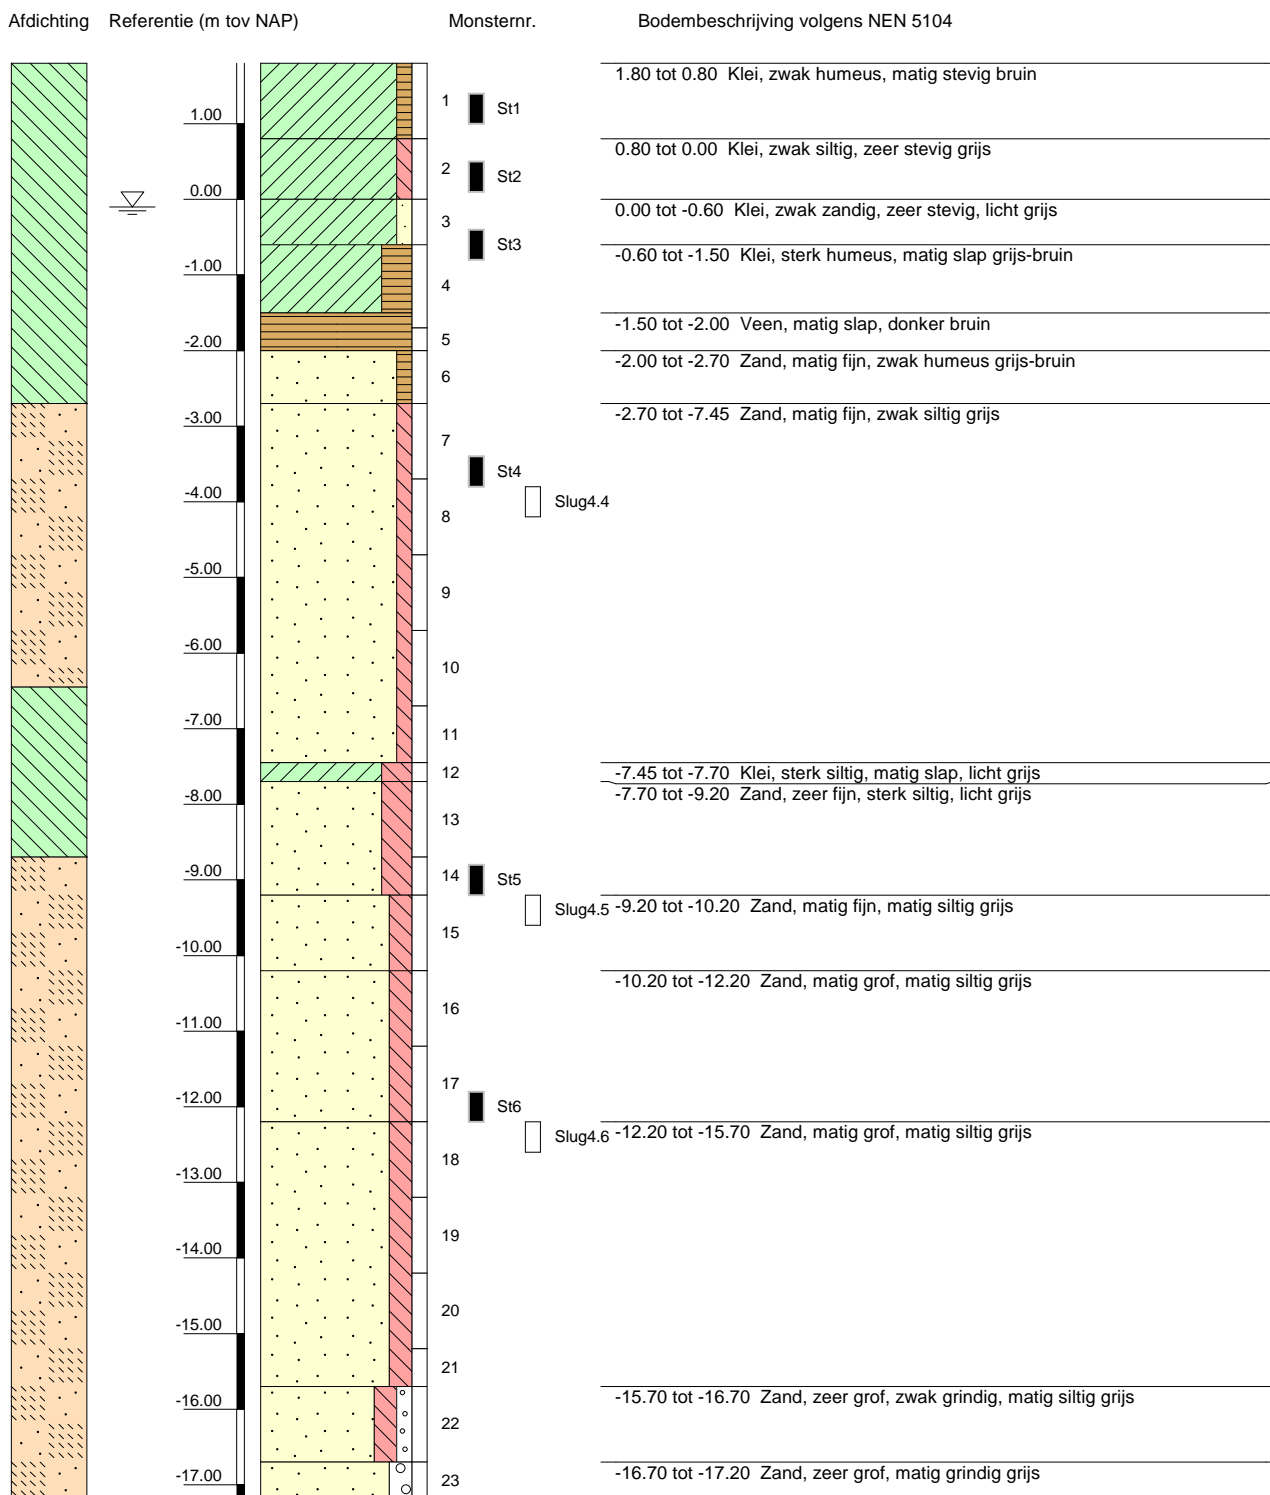 Afdichting Referentie (m tov NAP) Monsternr. Bodembeschrijving volgens NEN 5104
1.80 tot 0.80 Klei, zwak humeus, matig stevig bruin
1 St1
1.00
0.80 tot 0.00 Klei, zwak siltig, zeer stevig grijs
2 St2
0.00
0.00 tot -0.60 Klei, zwak zandig, zeer stevig, licht grijs
3 St3
-0.60 tot -1.50 Klei, sterk humeus, matig slap grijs-bruin
-1.00
4
-1.50 tot -2.00 Veen, matig slap, donker bruin
-2.00 5
-2.00 tot -2.70 Zand, matig fijn, zwak humeus grijs-bruin
6
-3.00 -2.70 tot -7.45 Zand, matig fijn, zwak siltig grijs
7
St4
-4.00 Slug4.4
8
-5.00
9
-6.00
10
-7.00
11
12 -7.45 tot -7.70 Klei, sterk siltig, matig slap, licht grijs
-8.00 -7.70 tot -9.20 Zand, zeer fijn, sterk siltig, licht grijs
13
-9.00 14 St5
Slug4.5 -9.20 tot -10.20 Zand, matig fijn, matig siltig grijs
15
-10.00
-10.20 tot -12.20 Zand, matig grof, matig siltig grijs
16
-11.00
17
-12.00 St6
Slug4.6 -12.20 tot -15.70 Zand, matig grof, matig siltig grijs
18
-13.00
19
-14.00
20
-15.00
21
-16.00 -15.70 tot -16.70 Zand, zeer grof, zwak grindig, matig siltig grijs
22
-17.00 23 -16.70 tot -17.20 Zand, zeer grof, matig grindig grijs